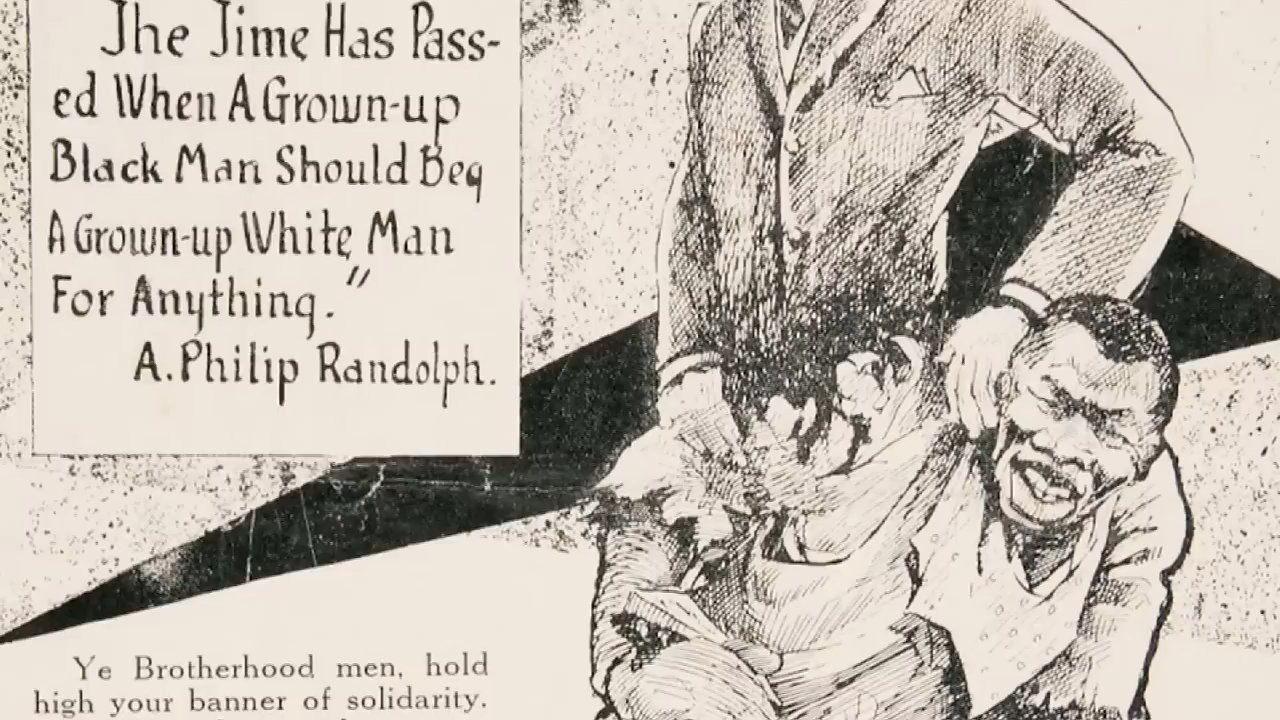 The Time Has Pass-
ed When A Grown-up
Black Man Should Beg
A Grown-up White Man
For Anything."
A. Philip Randolph.
Ye Brotherhood men, hold
high your banner of solidarity.